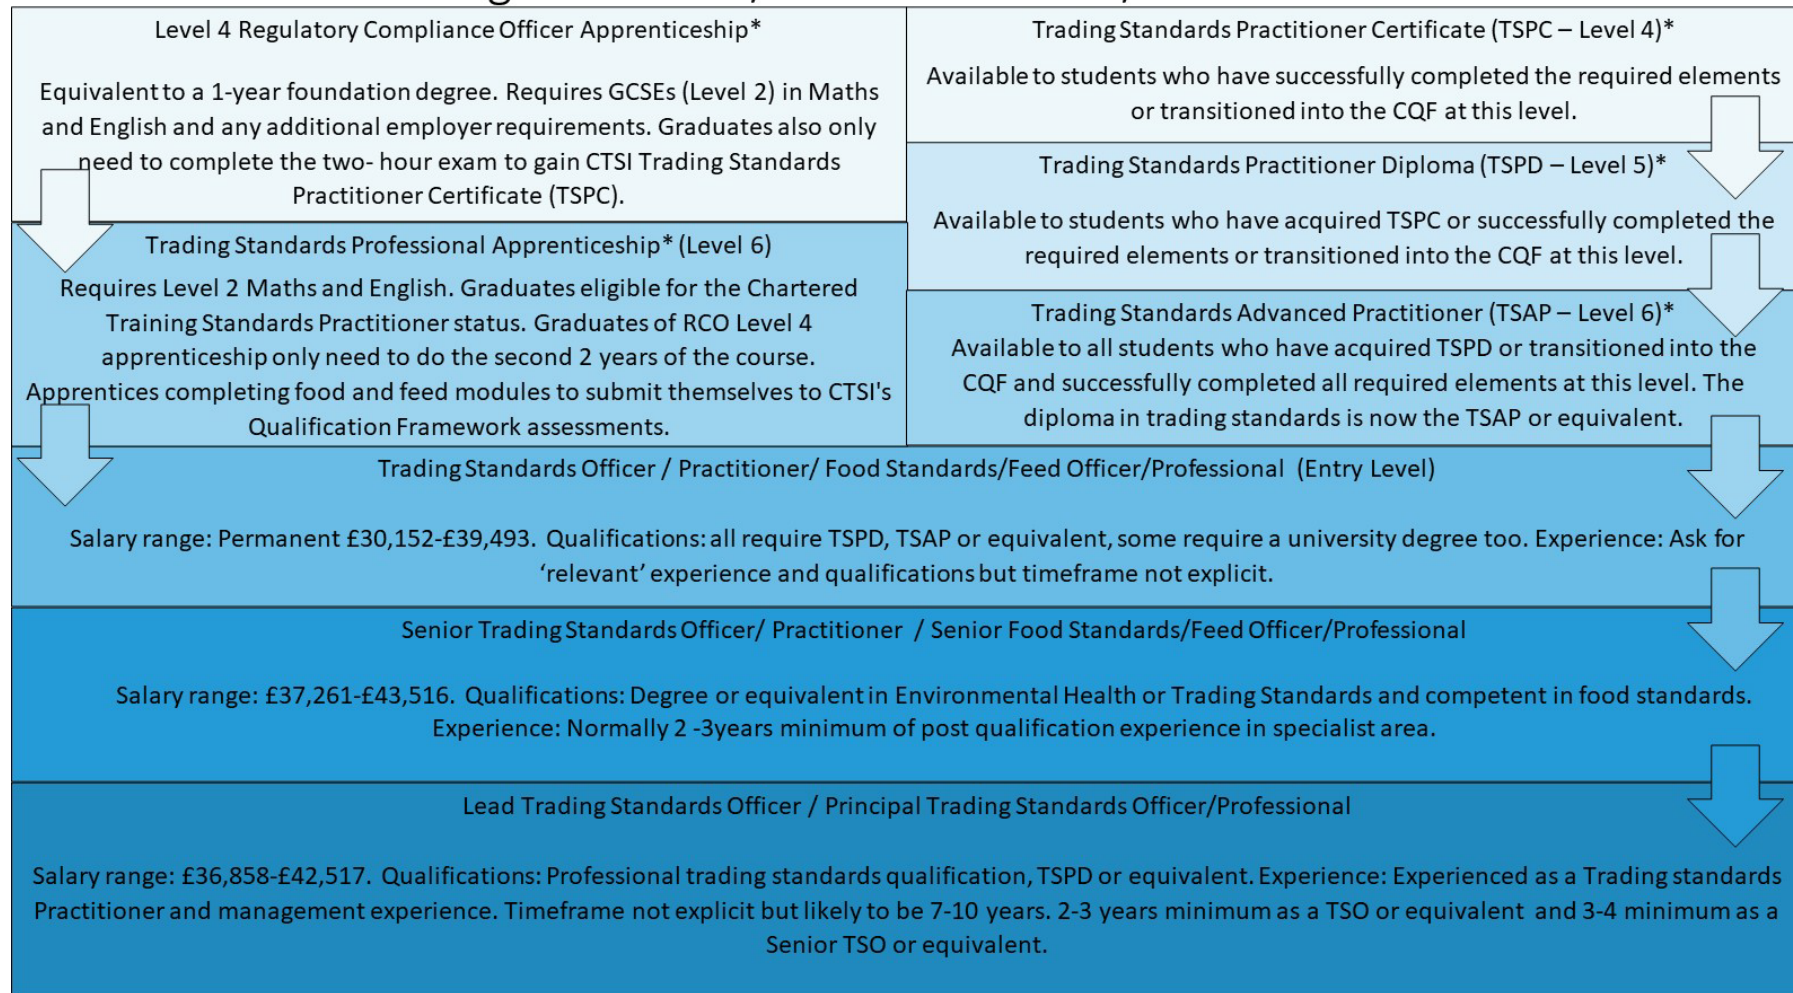 Level 4 Regulatory Compliance Officer Apprenticeship*
Equivalent to a 1-year foundation degree. Requires GCSEs (Level 2) in Maths
and English and any additional employer requirements. Graduates also only
need to complete the two- hour exam to gain CTSI Trading Standards
Practitioner Certificate (TSPC).
Trading Standards Professional Apprenticeship* (Level 6)
Requires Level 2 Maths and English. Graduates eligible for the Chartered
Training Standards Practitioner status. Graduates of RCO Level 4
apprenticeship only need to do the second 2 years of the course.
Apprentices completing food and feed modules to submit themselves to CTSI's
Qualification Framework assessments.
Trading Standards Practitioner Certificate (TSPC – Level 4)*
Available to students who have successfully completed the required elements
or transitioned into the CQF at this level.
Trading Standards Practitioner Diploma (TSPD – Level 5)*
Available to students who have acquired TSPC or successfully completed the
required elements or transitioned into the CQF at this level.
Trading Standards Advanced Practitioner (TSAP – Level 6)*
Available to all students who have acquired TSPD or transitioned into the
CQF and successfully completed all required elements at this level. The
diploma in trading standards is now the TSAP or equivalent.
Trading Standards Officer / Practitioner/ Food Standards/Feed Officer/Professional (Entry Level)
Salary range: Permanent £30,152-£39,493. Qualifications: all require TSPD, TSAP or equivalent, some require a university degree too. Experience: Ask for
‘relevant’ experience and qualifications but timeframe not explicit.
Senior Trading Standards Officer/ Practitioner / Senior Food Standards/Feed Officer/Professional
Salary range: £37,261-£43,516. Qualifications: Degree or equivalent in Environmental Health or Trading Standards and competent in food standards.
Experience: Normally 2 -3years minimum of post qualification experience in specialist area.
Lead Trading Standards Officer / Principal Trading Standards Officer/Professional
Salary range: £36,858-£42,517. Qualifications: Professional trading standards qualification, TSPD or equivalent. Experience: Experienced as a Trading standards
Practitioner and management experience. Timeframe not explicit but likely to be 7-10 years. 2-3 years minimum as a TSO or equivalent and 3-4 minimum as a
Senior TSO or equivalent.